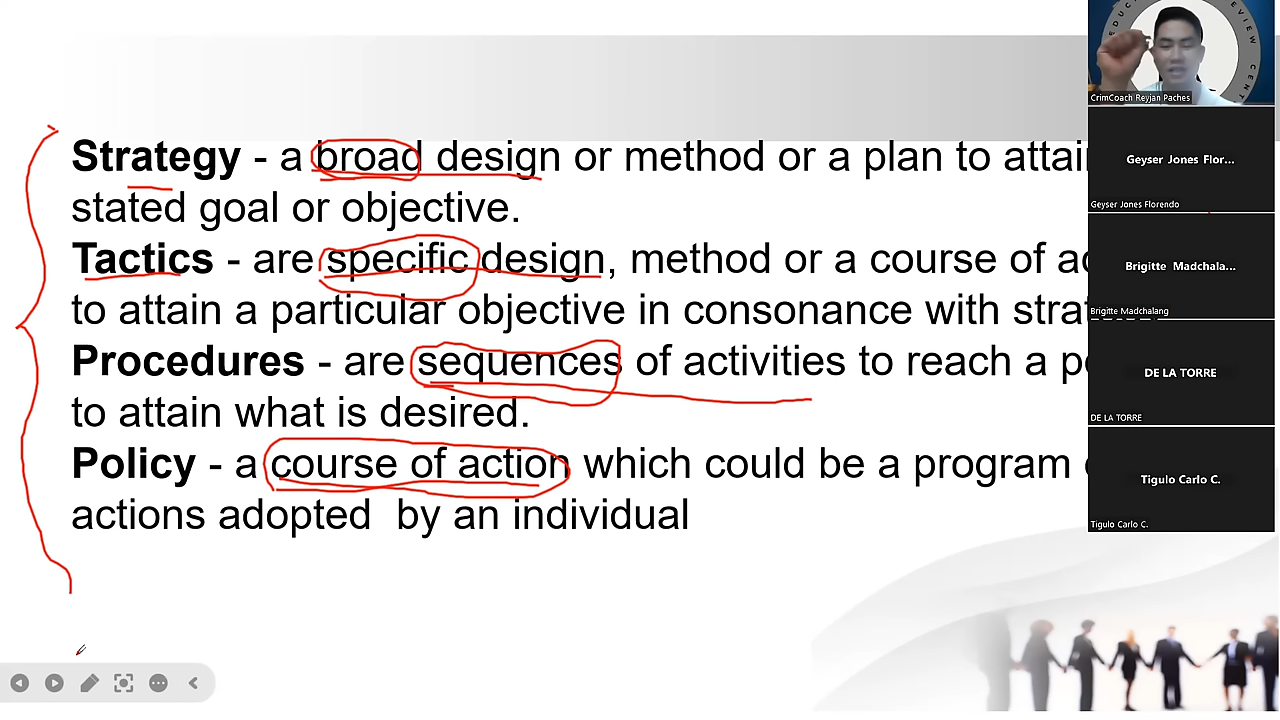 Strategy - a broad design or method or a plan to attain
stated goal or objective.
Tactics - are specific design, method or a course of
to attain a particular objective in consonance with
Procedures - are sequences of activities to reach a
to attain what is desired.
Policy - a course of action which could be a program
actions adopted by an individual
CrimCoach Reyjan Paches
Geyser Jones Flor...
Geyser Jones Florendo
Brigitte Madchala...
Brigitte Madchalang
DE LA TORRE
DE LA TORRE
Tigulo Carlo C.
Tigulo Carlo C.